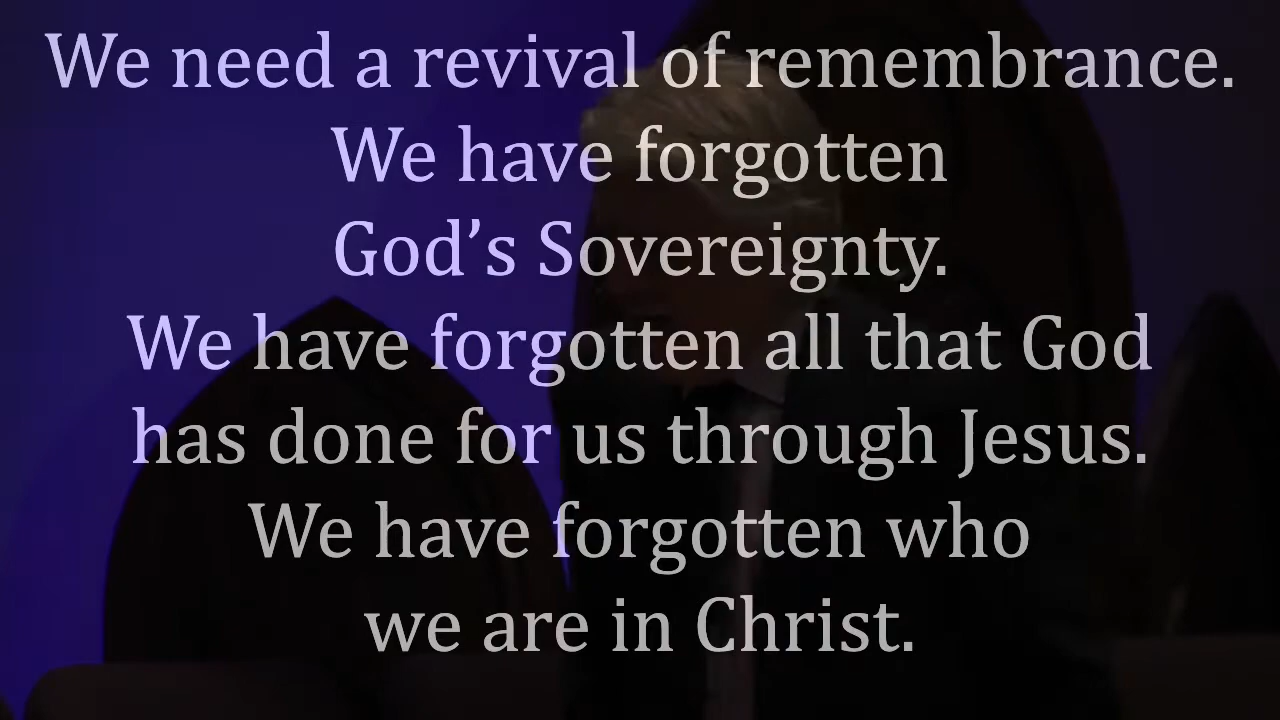 We need a revival of remembrance.
We have forgotten
God’s Sovereignty.
We have forgotten all that God
has done for us through Jesus.
We have forgotten who
we are in Christ.